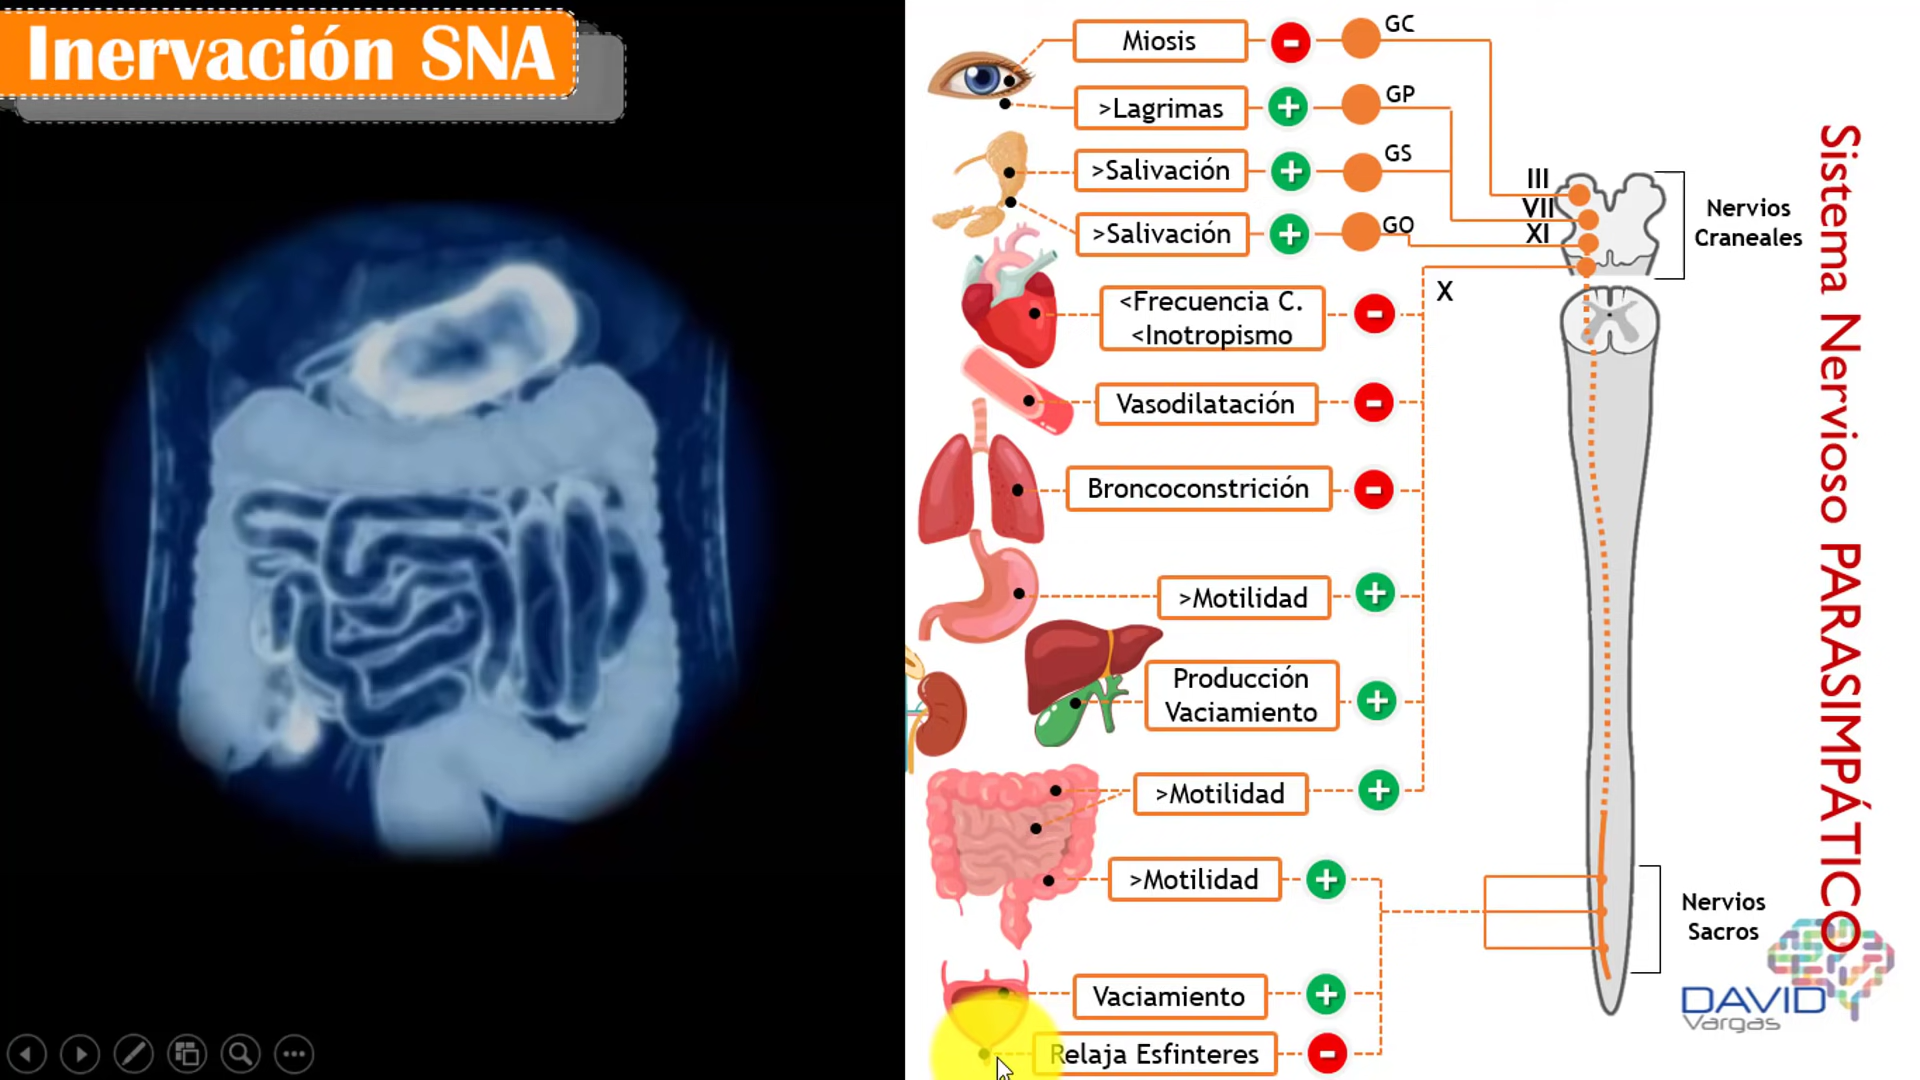 Inervación SNA
Miosis
GC
>Lagrimas
GP
>Salivación
GS
>Salivación
GO
III
VII
XI
X
Nervios
Craneales
<Frecuencia C.
<Inotropismo
Vasodilatación
Broncoconstrición
>Motilidad
Producción
Vaciamiento
>Motilidad
>Motilidad
Vaciamiento
Relaja Esfinteres
Nervios
Sacros
Sistema Nervioso PARASIMPÁTICO
DAVID
Vargas